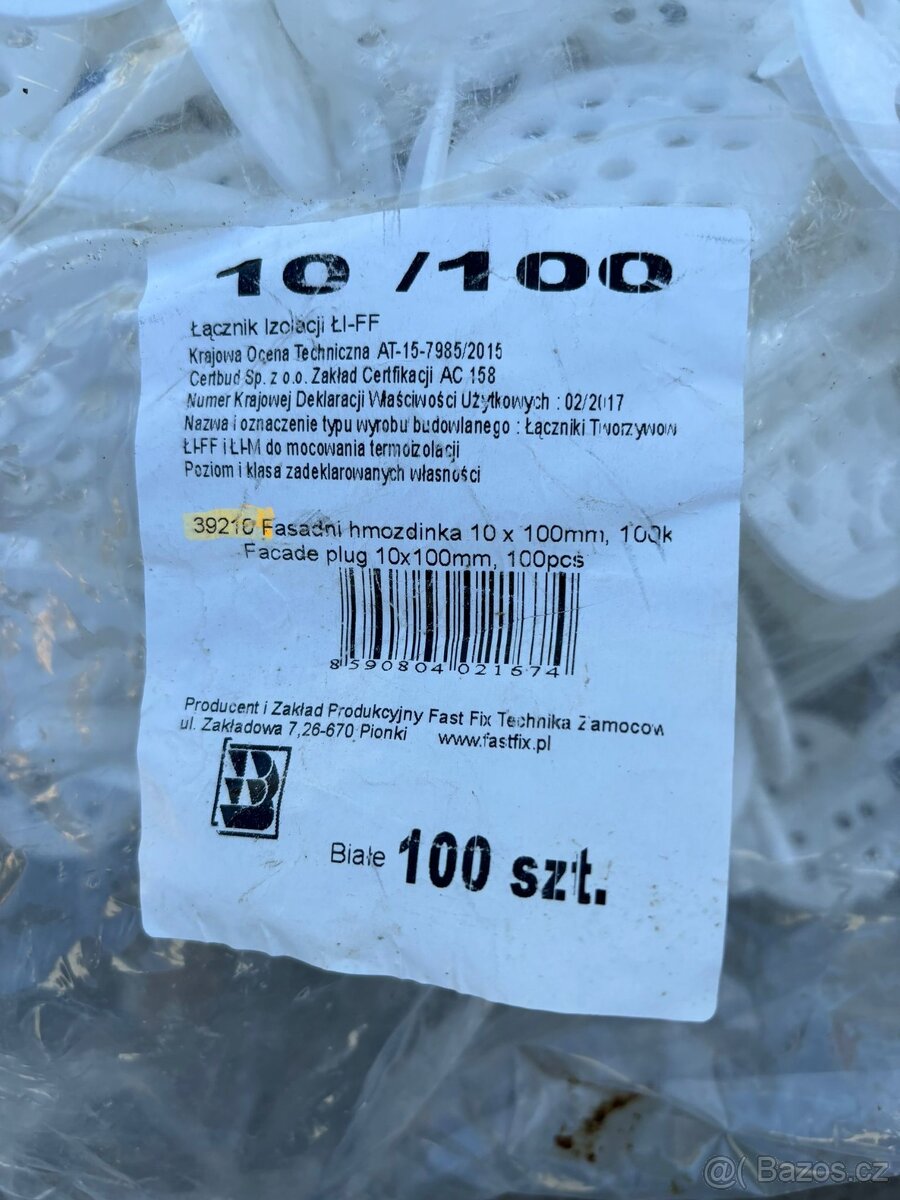 10 /100
Łącznik Izolacji ŁI-FF
Krajowa Ocena Techniczna AT-15-7985/2015
Certbud Sp. z o.o. Zakład Certfikacji AC 158
Numer Krajowej Deklaracji Właściwości Użytkowych : 02/2017
Nazwa i oznaczenie typu wyrobu budowlanego : Łączniki Tworzywow
ŁI-FF i ŁI-M do mocowania termoizolacji
Poziom i klasa zadeklarowanych własności
39210 Fasadni hmozdinka 10 x 100mm, 100k
Facade plug 10x100mm, 100pcs
8 590804 021674
Producent i Zakład Produkcyjny Fast Fix Technika Zamocow
ul. Zakładowa 7,26-670 Pionki www.fastfix.pl
Białe 100 szt.
@( Bazos.cz